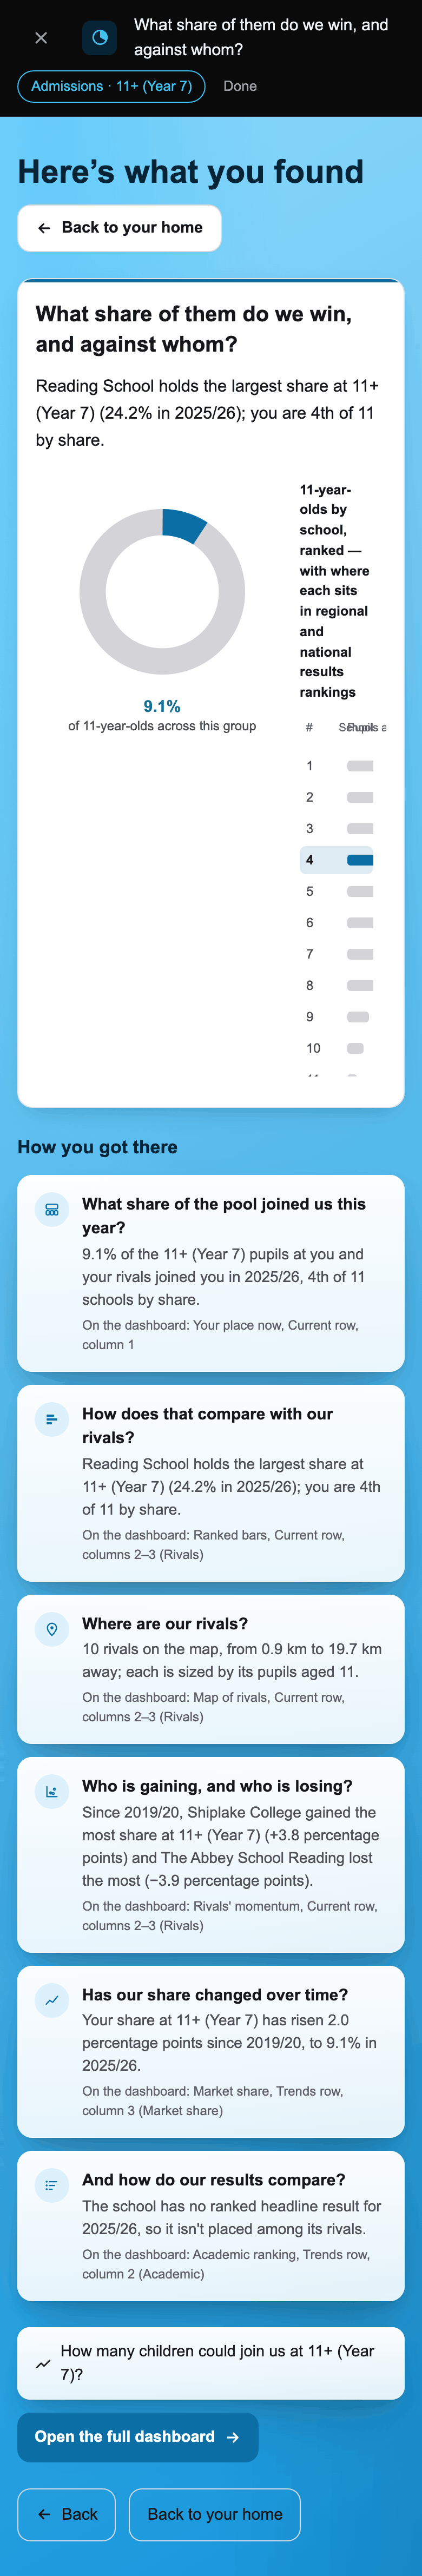 What share of them do we win, and
against whom?
Admissions · 11+ (Year 7)
Done
Here’s what you found
← Back to your home
What share of them do we win,
and against whom?
Reading School holds the largest share at 11+
(Year 7) (24.2% in 2025/26); you are 4th of 11
by share.
9.1%
of 11-year-olds across this group
11-year-
olds by
school,
ranked —
with where
each sits
in regional
and
national
results
rankings
#
1
2
3
4
5
6
7
8
9
10
How you got there
What share of the pool joined us this
year?
9.1% of the 11+ (Year 7) pupils at you and
your rivals joined you in 2025/26, 4th of 11
schools by share.
On the dashboard: Your place now, Current row,
column 1
How does that compare with our
rivals?
Reading School holds the largest share at
11+ (Year 7) (24.2% in 2025/26); you are 4th
of 11 by share.
On the dashboard: Ranked bars, Current row,
columns 2–3 (Rivals)
Where are our rivals?
10 rivals on the map, from 0.9 km to 19.7 km
away; each is sized by its pupils aged 11.
On the dashboard: Map of rivals, Current row,
columns 2–3 (Rivals)
Who is gaining, and who is losing?
Since 2019/20, Shiplake College gained the
most share at 11+ (Year 7) (+3.8 percentage
points) and The Abbey School Reading lost
the most (−3.9 percentage points).
On the dashboard: Rivals' momentum, Current row,
columns 2–3 (Rivals)
Has our share changed over time?
Your share at 11+ (Year 7) has risen 2.0
percentage points since 2019/20, to 9.1% in
2025/26.
On the dashboard: Market share, Trends row,
column 3 (Market share)
And how do our results compare?
The school has no ranked headline result for
2025/26, so it isn't placed among its rivals.
On the dashboard: Academic ranking, Trends row,
column 2 (Academic)
How many children could join us at 11+ (Year
7)?
Open the full dashboard →
← Back
Back to your home